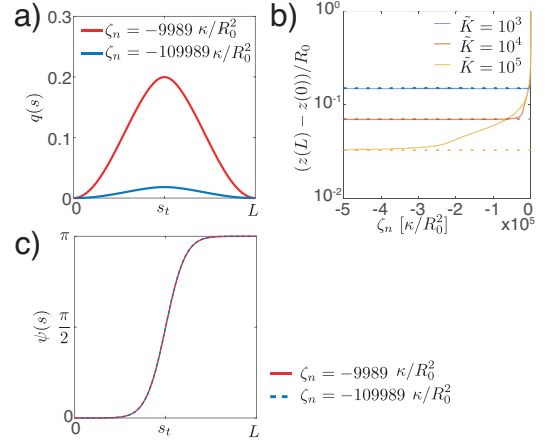 a)
0.3
0.2
0.1
0
q(s)
ζₙ = −9989 κ/R₀²
ζₙ = −109989 κ/R₀²
0
sₜ
L
b)
10⁰
10⁻¹
10⁻²
(z(L) − z(0))/R₀
K̃ = 10³
K̃ = 10⁴
K̃ = 10⁵
-5
-4
-3
-2
-1
0
x10⁵
ζₙ [κ/R₀²]
c)
π
π/2
0
ψ(s)
0
sₜ
L
ζₙ = −9989 κ/R₀²
ζₙ = −109989 κ/R₀²